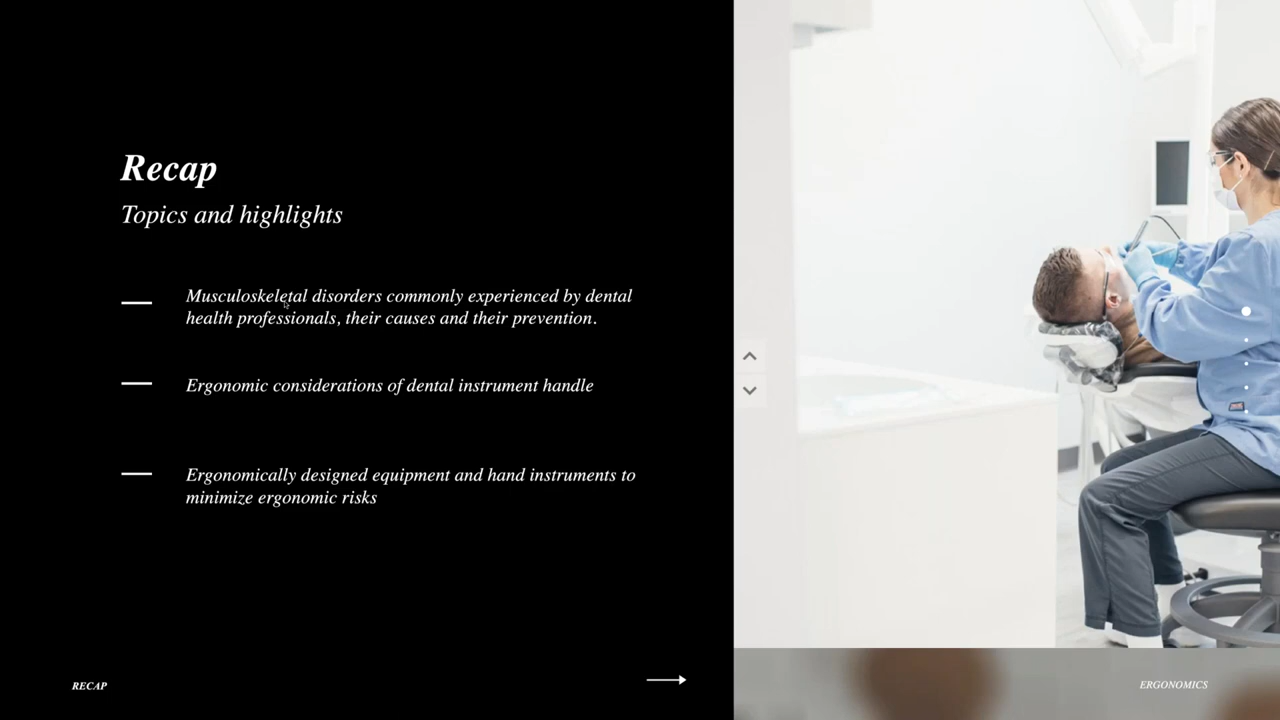 Recap
Topics and highlights
Musculoskeletal disorders commonly experienced by dental
health professionals, their causes and their prevention.
Ergonomic considerations of dental instrument handle
Ergonomically designed equipment and hand instruments to
minimize ergonomic risks
RECAP
ERGONOMICS